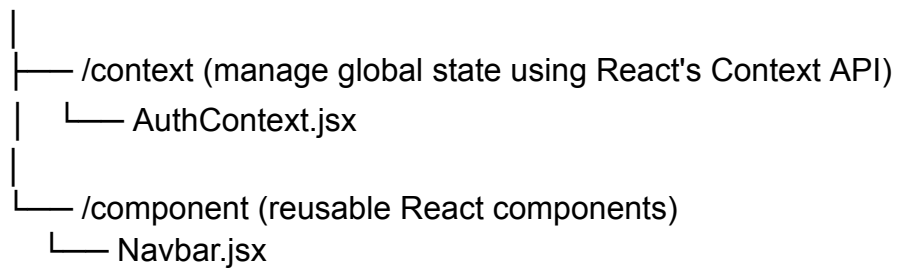 │
├── /context (manage global state using React's Context API)
│   └── AuthContext.jsx
│
└── /component (reusable React components)
    └── Navbar.jsx